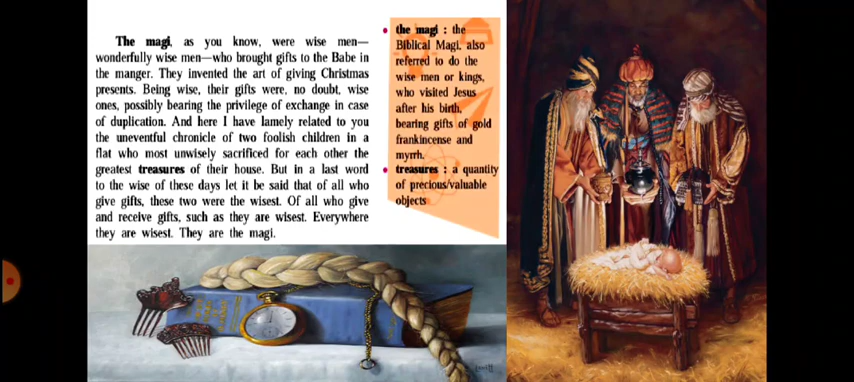 The magi, as you know, were wise men—
wonderfully wise men—who brought gifts to the Babe in
the manger. They invented the art of giving Christmas
presents. Being wise, their gifts were, no doubt, wise
ones, possibly bearing the privilege of exchange in case
of duplication. And here I have lamely related to you
the uneventful chronicle of two foolish children in a
flat who most unwisely sacrificed for each other the
greatest treasures of their house. But in a last word
to the wise of these days let it be said that of all who
give gifts, these two were the wisest. Of all who give
and receive gifts, such as they are wisest. Everywhere
they are wisest. They are the magi.
• the magi : the
Biblical Magi, also
referred to do the
wise men or kings,
who visited Jesus
after his birth,
bearing gifts of gold
frankincense and
myrrh.
• treasures : a quantity
of precious/valuable
objects